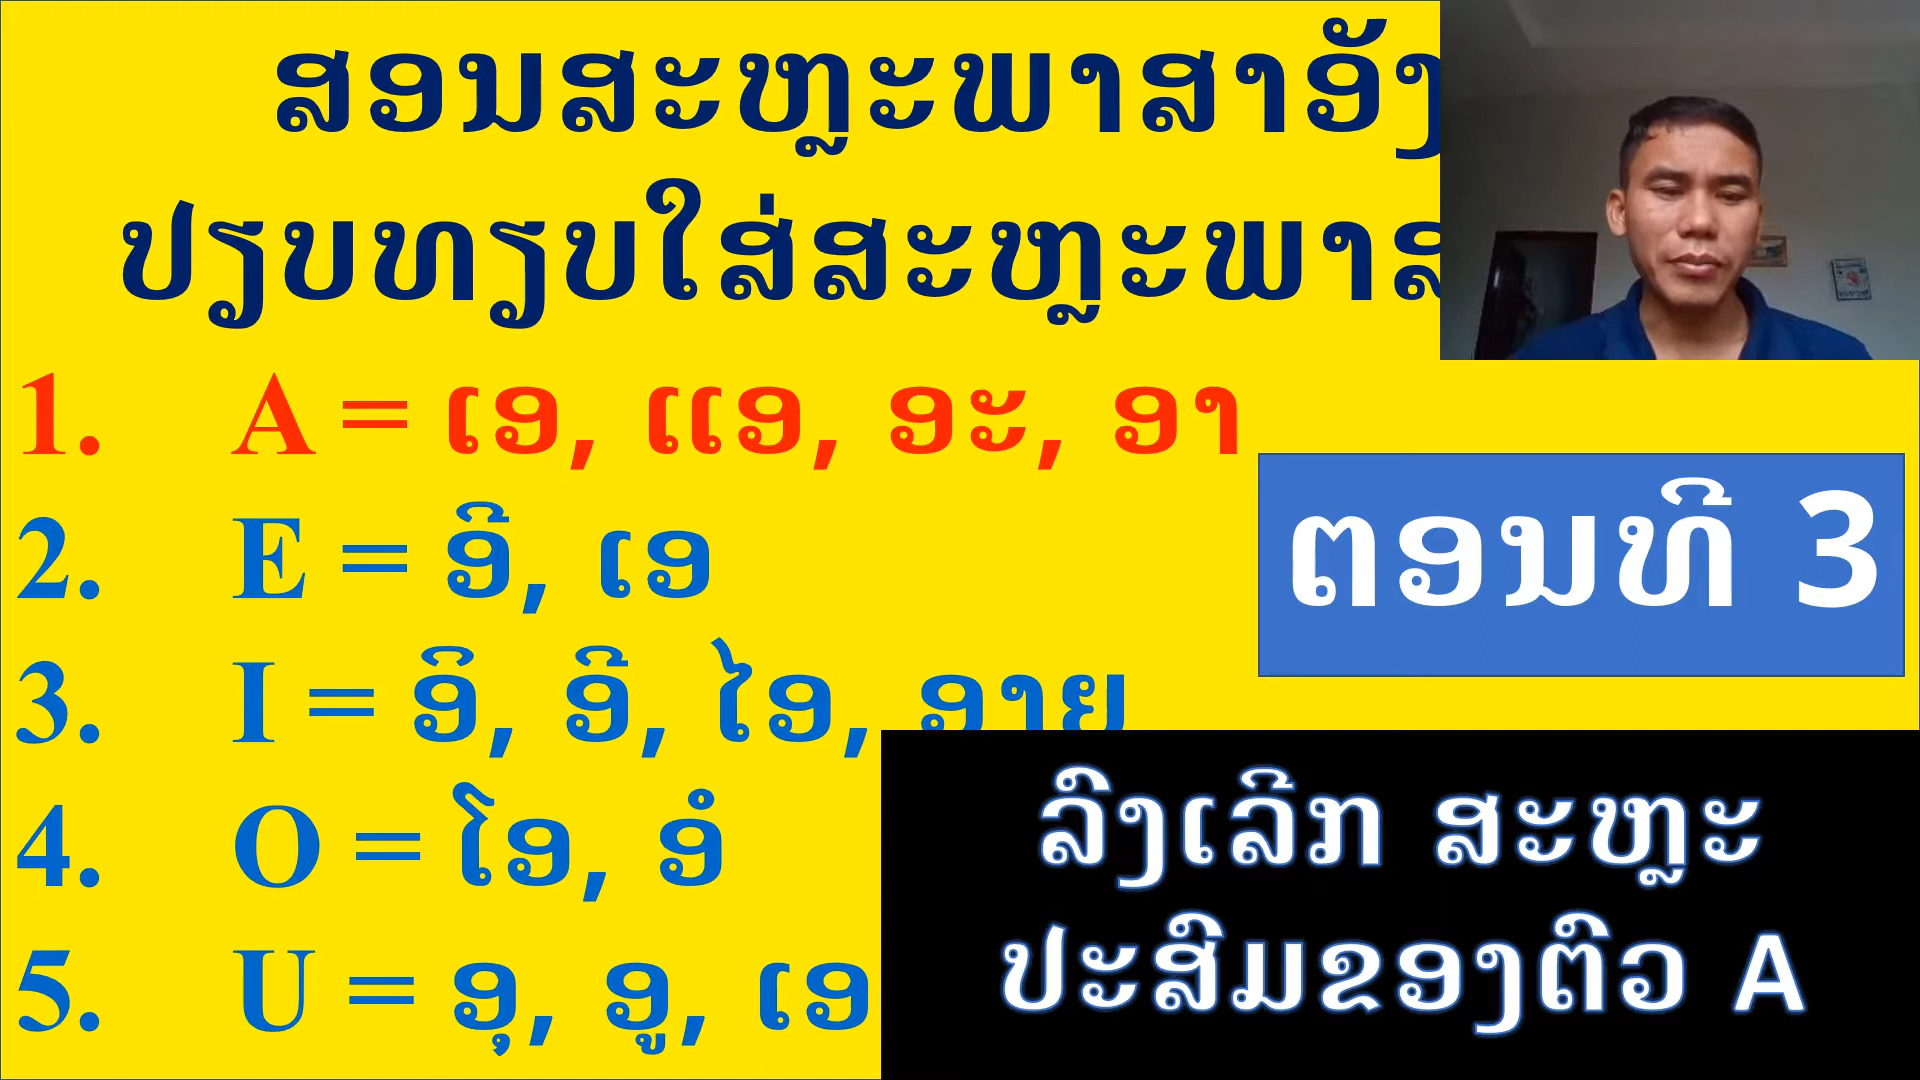 ສອນສະຫຼະພາສາອັງ
ປຽບທຽບໃສ່ສະຫຼະພາສ
1. A = ເອ, ແອ, ອະ, ອາ
2. E = ອີ, ເອ
3. I = ອິ, ອີ, ໄອ, ອາຍ
4. O = ໂອ, ອໍ
5. U = ອຸ, ອູ, ເອ
ຕອນທີ 3
ລົງເລິກ ສະຫຼະ
ປະສົມຂອງຕົວ A